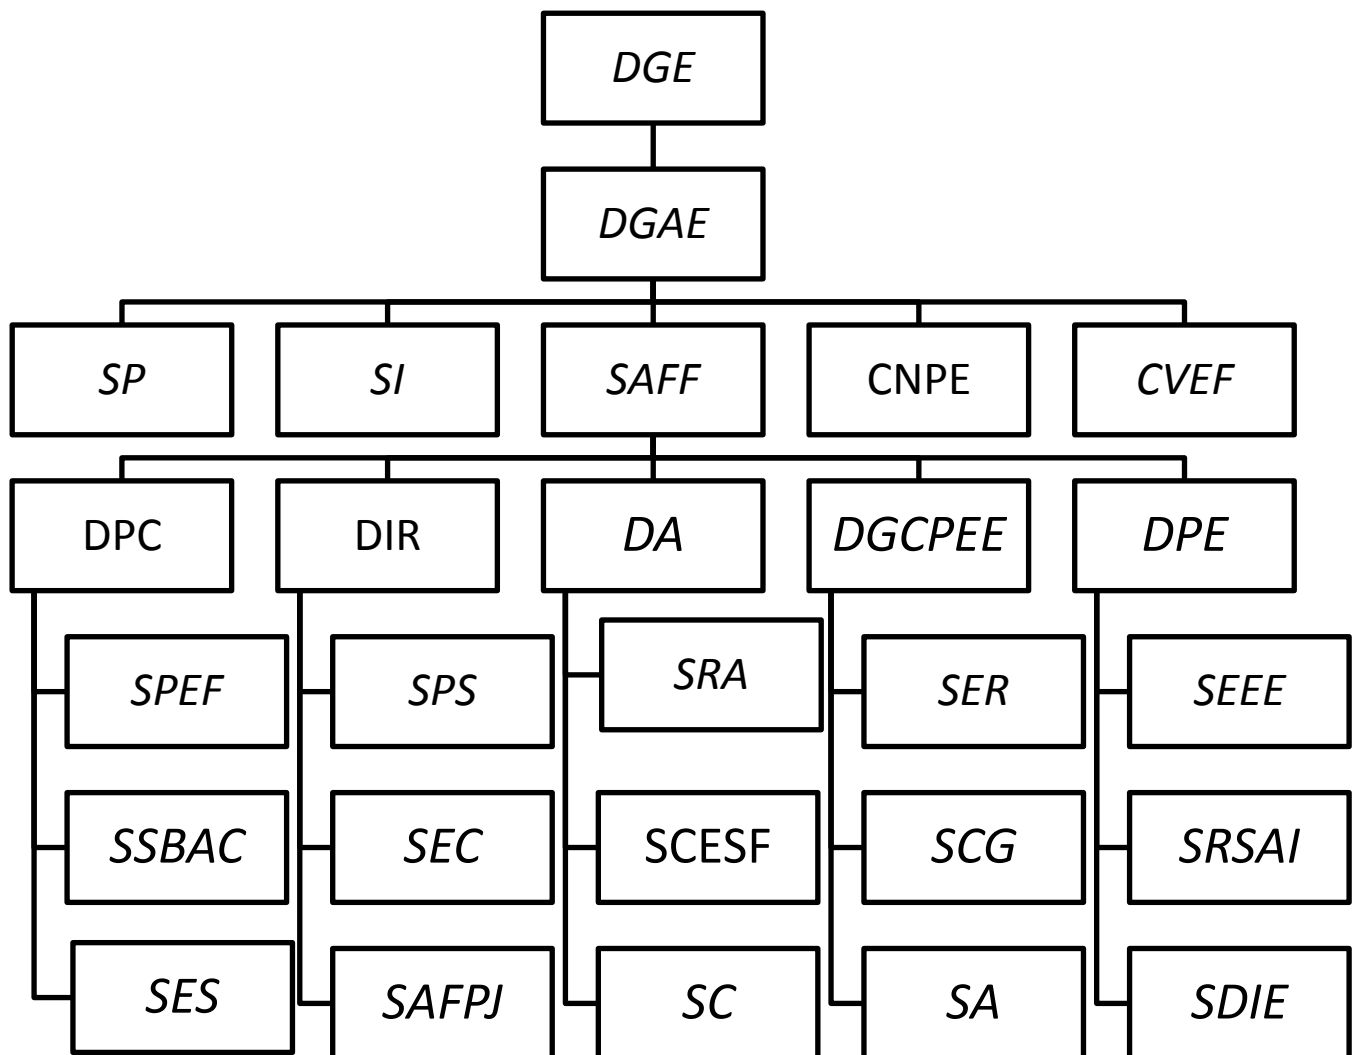 DGE
DGAE
SP
SI
SAFF
CNPE
CVEF
DPC
DIR
DA
DGCPEE
DPE
SPEF
SPS
SRA
SER
SEEE
SSBAC
SEC
SCESF
SCG
SRSAI
SES
SAFPJ
SC
SA
SDIE